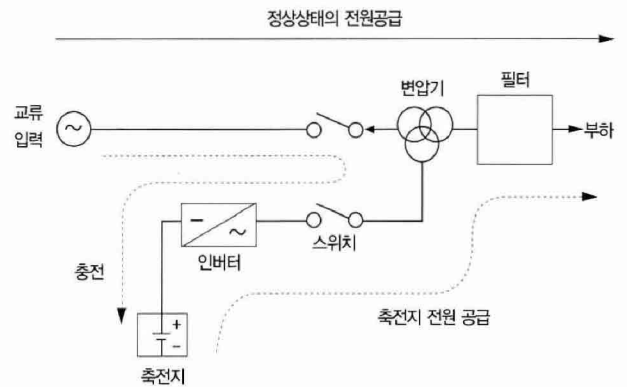 정상상태의 전원공급
변압기
필터
교류
입력
부하
인버터
스위치
충전
축전지 전원 공급
축전지